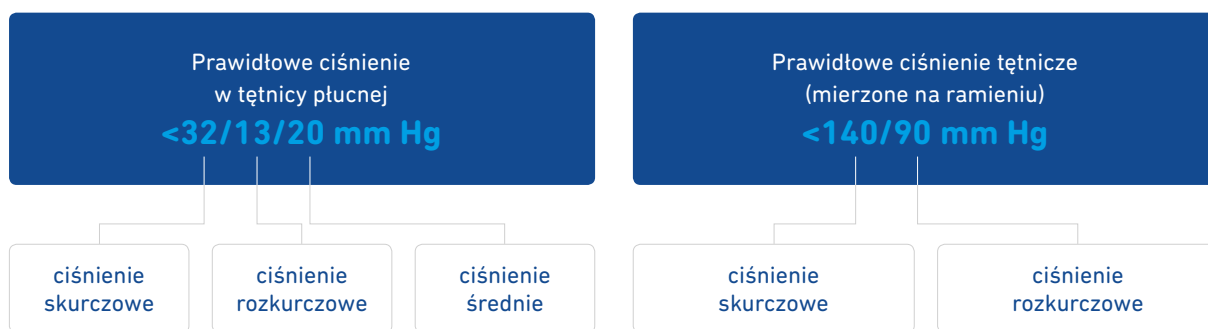 Prawidłowe ciśnienie
w tętnicy płucnej
<32/13/20 mm Hg
ciśnienie
skurczowe
ciśnienie
rozkurczowe
ciśnienie
średnie
Prawidłowe ciśnienie tętnicze
(mierzone na ramieniu)
<140/90 mm Hg
ciśnienie
skurczowe
ciśnienie
rozkurczowe